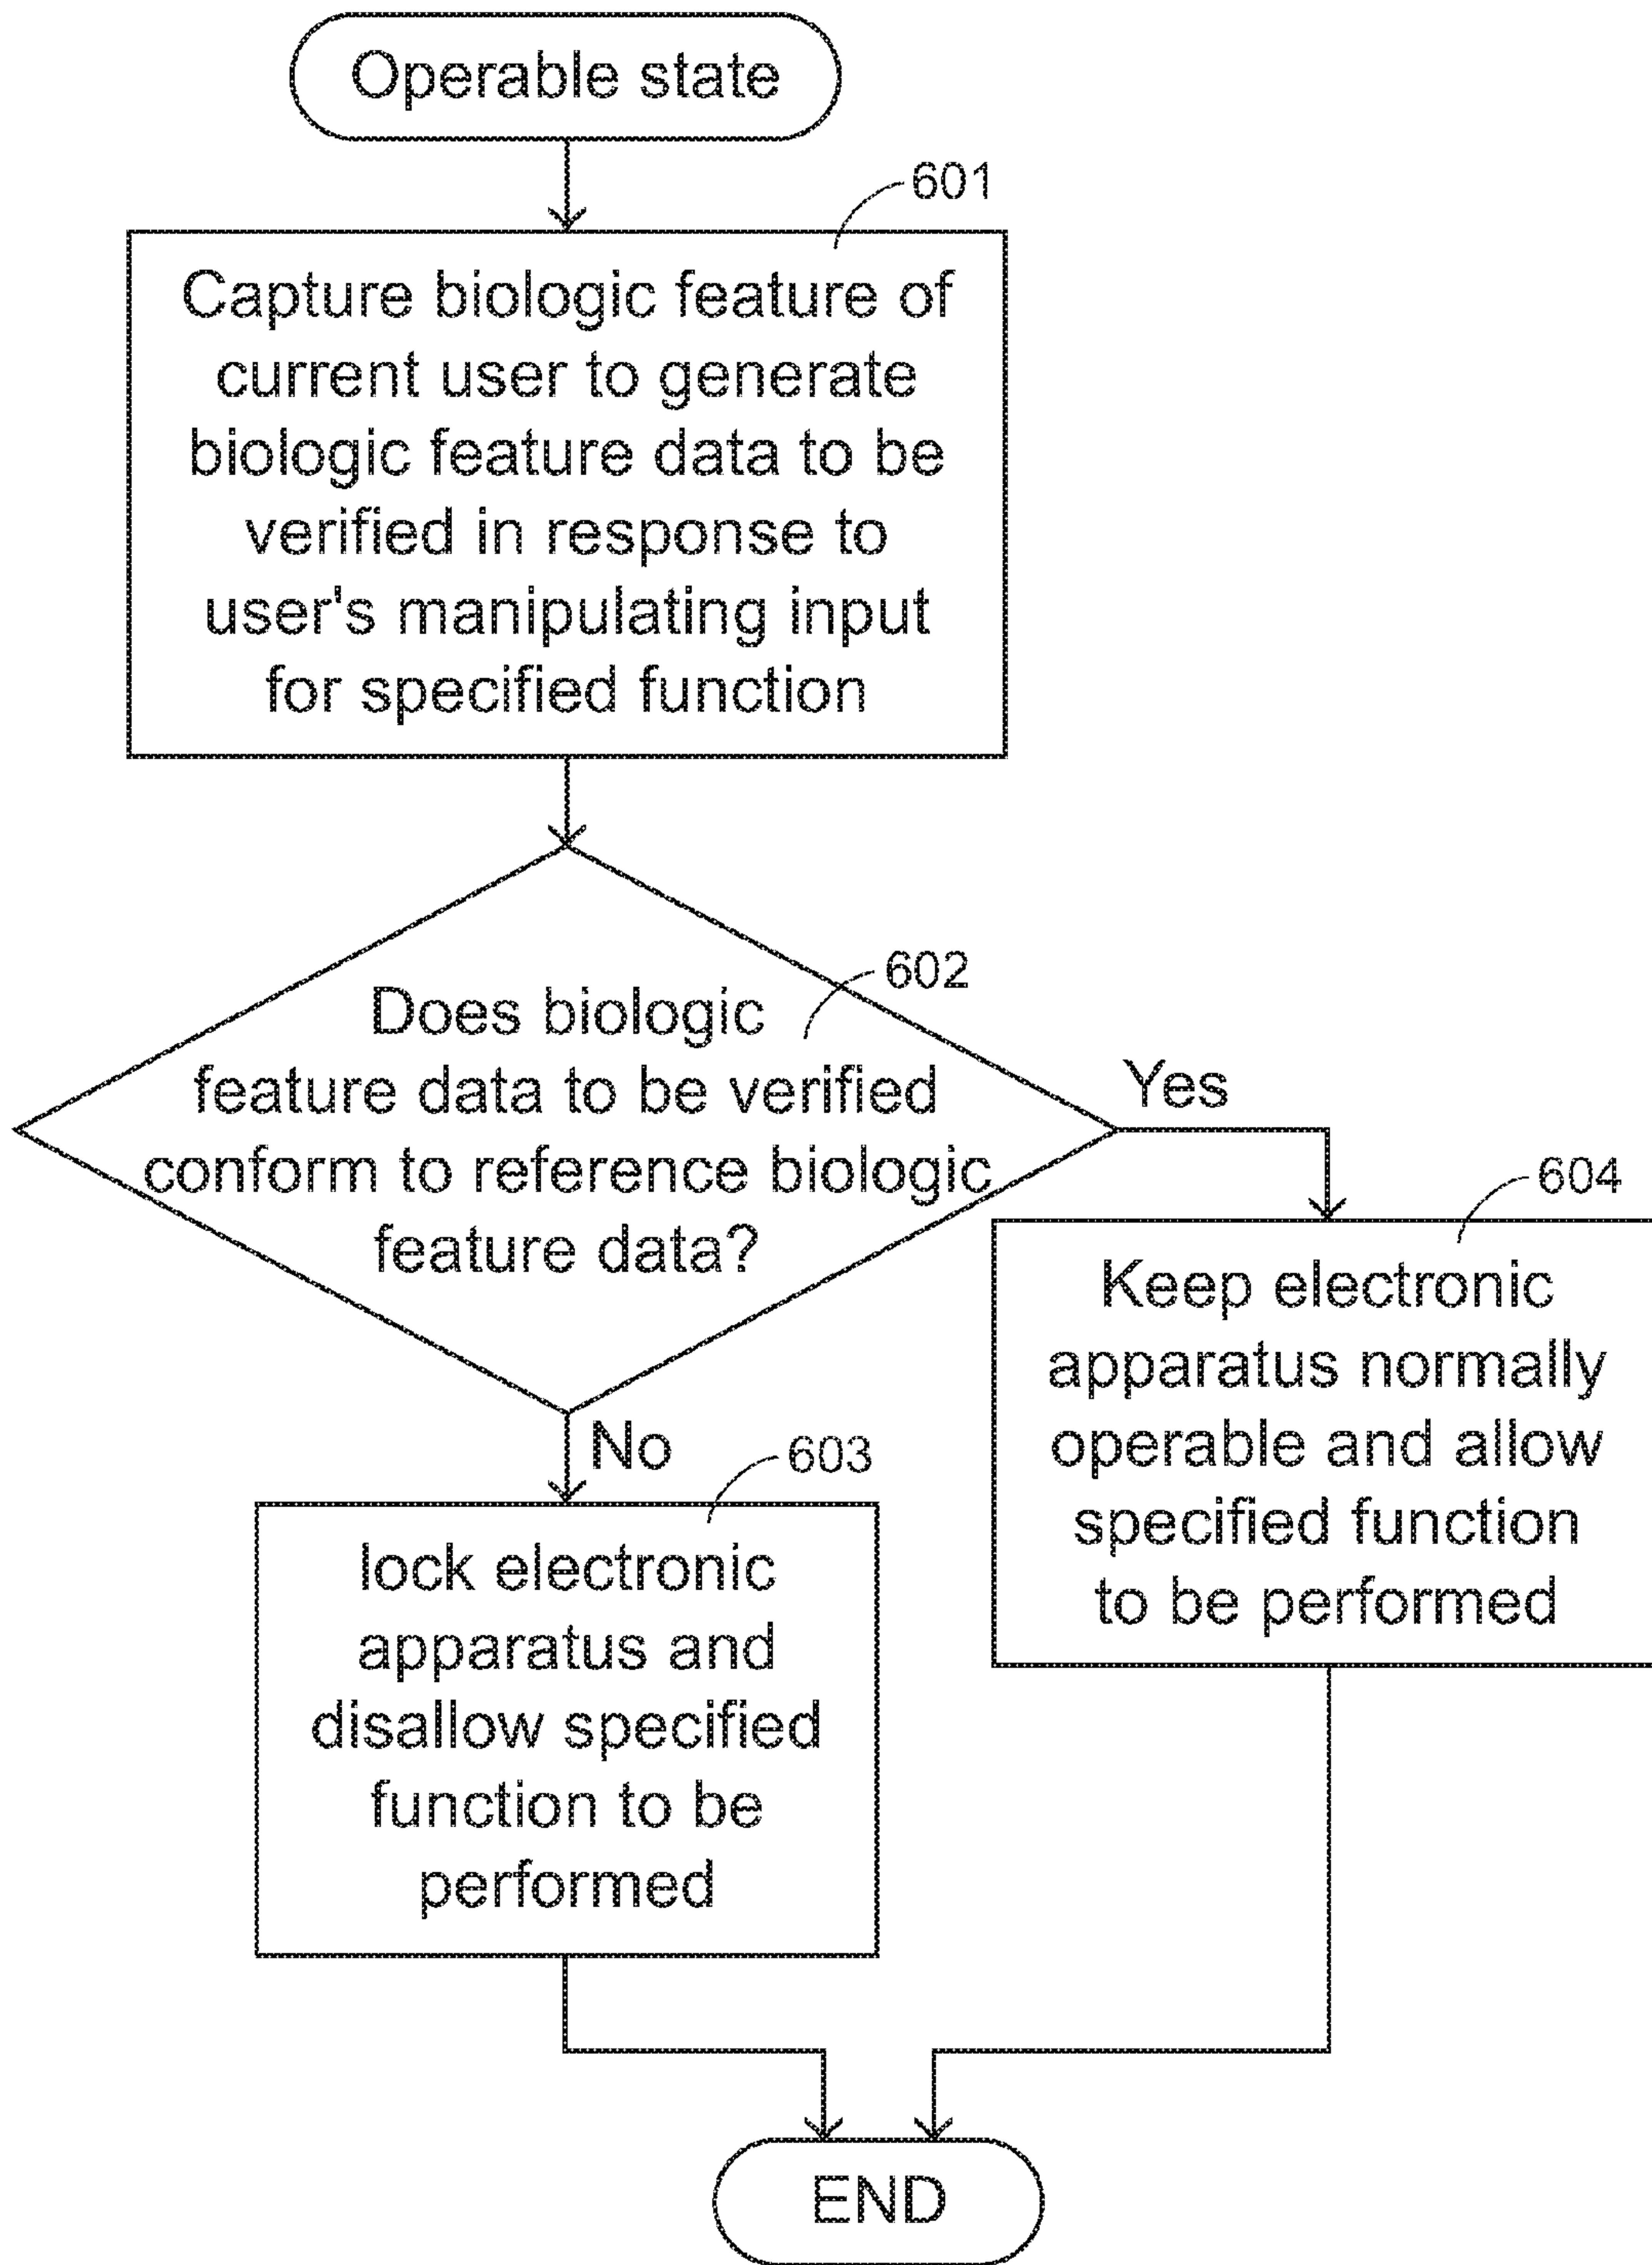 Operable state
601
Capture biologic feature of
current user to generate
biologic feature data to be
verified in response to
user's manipulating input
for specified function
602
Does biologic
feature data to be verified
conform to reference biologic
feature data?
Yes
604
Keep electronic
apparatus normally
operable and allow
specified function
to be performed
No
603
lock electronic
apparatus and
disallow specified
function to be
performed
END